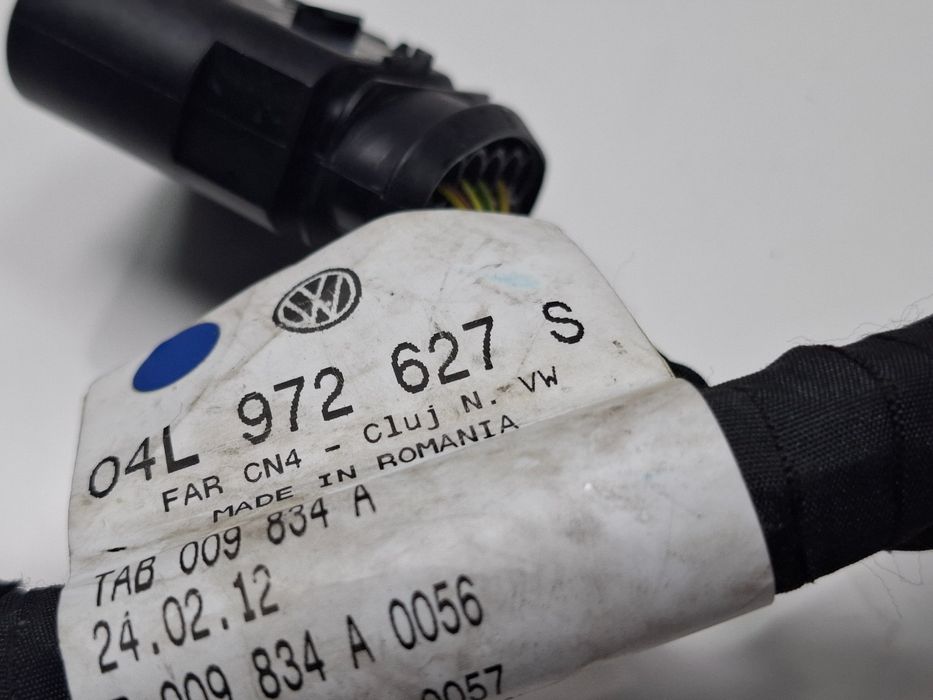 04L 972 627 S
FAR CN4 - Cluj N. VW
MADE IN ROMANIA
TAB 009 834 A
24.02.12
009 834 A 0056
0057